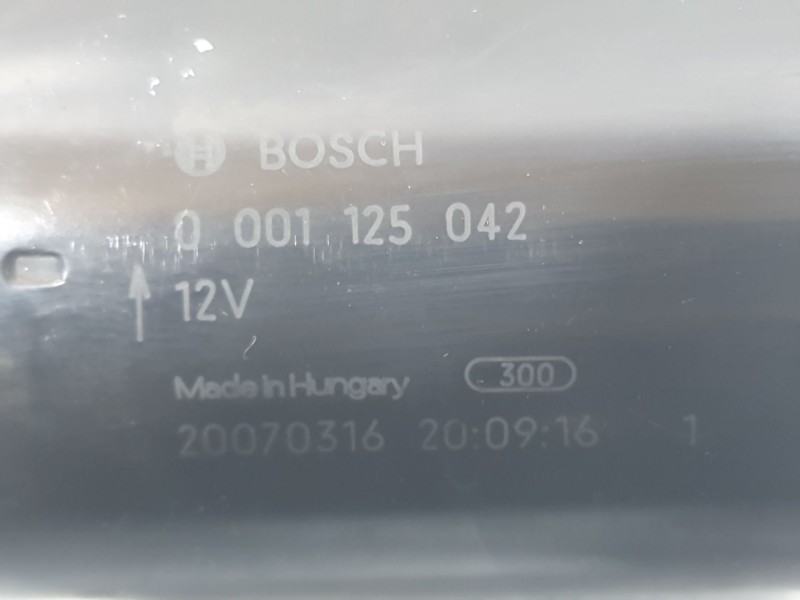 BOSCH
0 001 125 042
12V
Made in Hungary 300
20070316 20:09:16 1